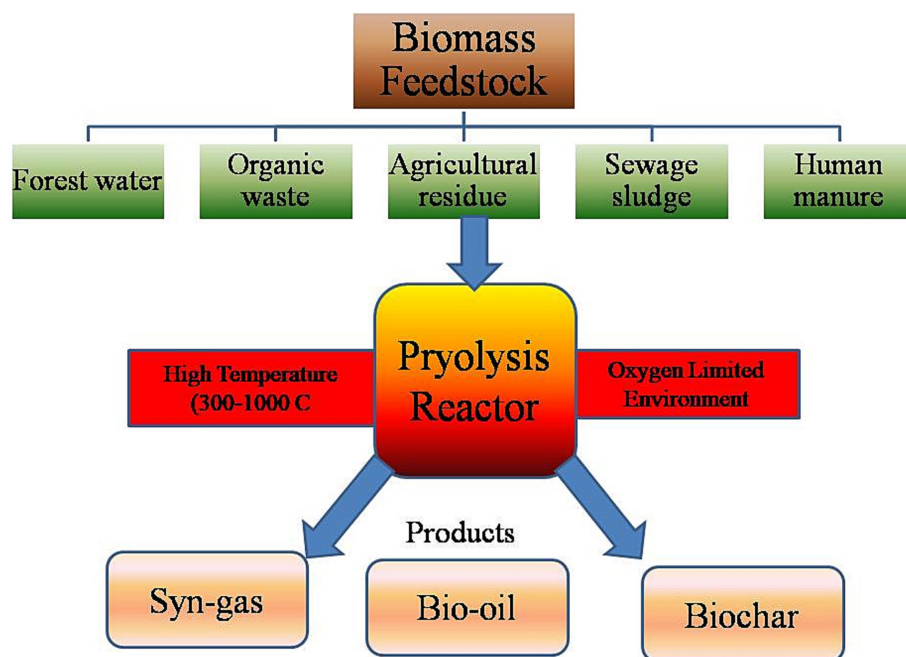 Biomass
Feedstock
Forest water
Organic
waste
Agricultural
residue
Sewage
sludge
Human
manure
High Temperature
(300-1000 C
Pryolysis
Reactor
Oxygen Limited
Environment
Products
Syn-gas
Bio-oil
Biochar